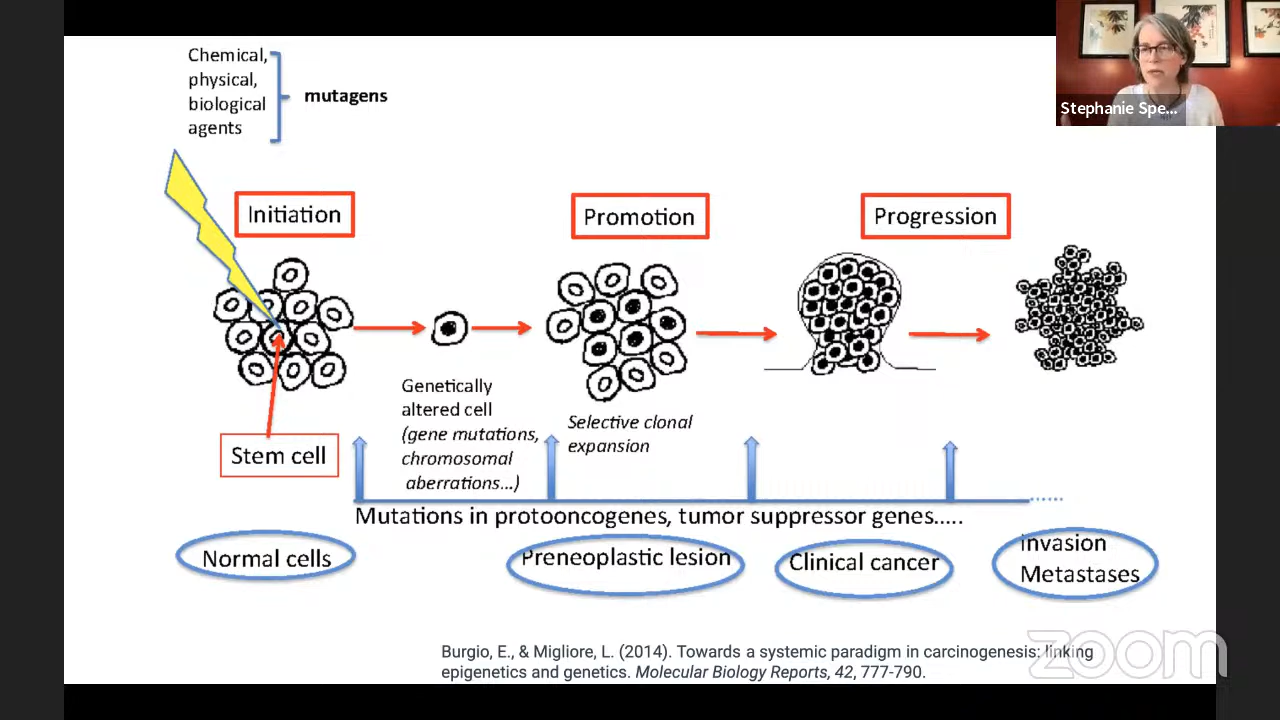 Chemical,
physical,
biological
agents
mutagens
Stephanie Spe...
Initiation
Promotion
Progression
Genetically
altered cell
(gene mutations,
chromosomal
aberrations...)
Selective clonal
expansion
Stem cell
Mutations in protooncogenes, tumor suppressor genes.....
Normal cells
Preneoplastic lesion
Clinical cancer
Invasion
Metastases
Burgio, E., & Migliore, L. (2014). Towards a systemic paradigm in carcinogenesis: linking
epigenetics and genetics. Molecular Biology Reports, 42, 777-790.
zoom